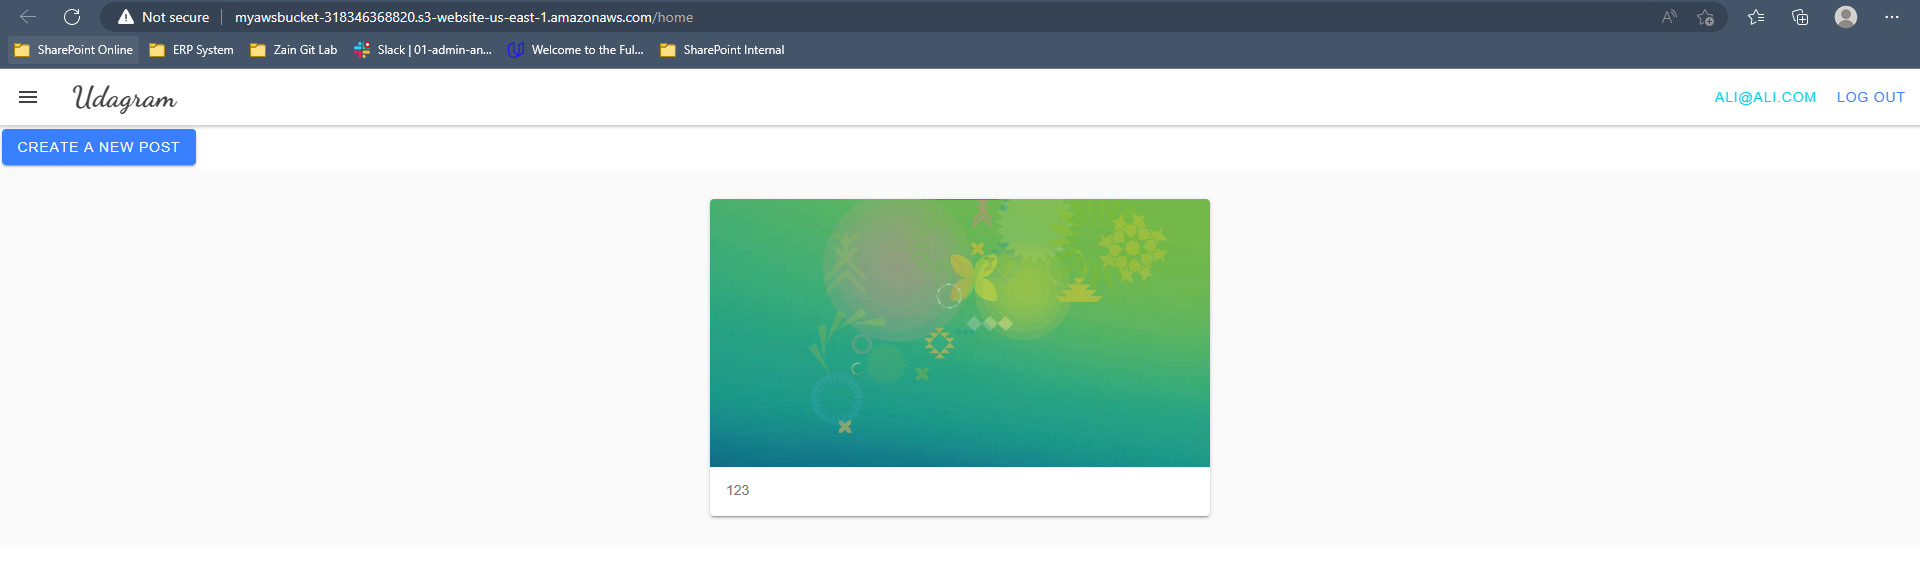 Not secure myawsbucket-318346368820.s3-website-us-east-1.amazonaws.com/home
SharePoint Online ERP System Zain Git Lab Slack | 01-admin-an... Welcome to the Ful... SharePoint Internal
Udagram ALI@ALI.COM LOG OUT
CREATE A NEW POST
123